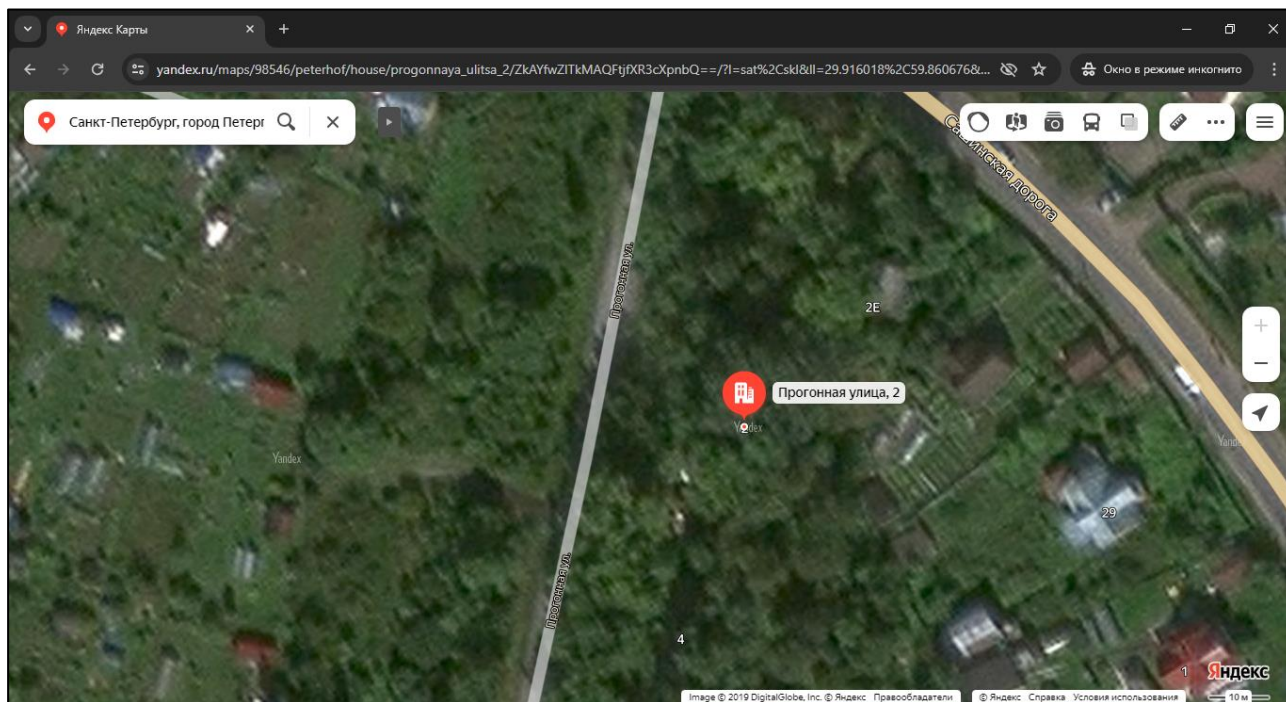 Яндекс Карты
yandex.ru/maps/98546/peterhof/house/progonnaya_ulitsa_2/ZkAYfwZlTkMAQFtjfXR3cXpnbQ==/?l=sat%2Cskl&ll=29.916018%2C59.860676&...
Окно в режиме инкогнито
Санкт-Петербург, город Петерг
Сашинская дорога
Прогонная ул.
2Е
Прогонная улица, 2
Yandex
2
Yandex
29
Прогонная ул.
4
1
Яндекс
Image © 2019 DigitalGlobe, Inc. © Яндекс Правообладатели
© Яндекс Справка Условия использования
10 м